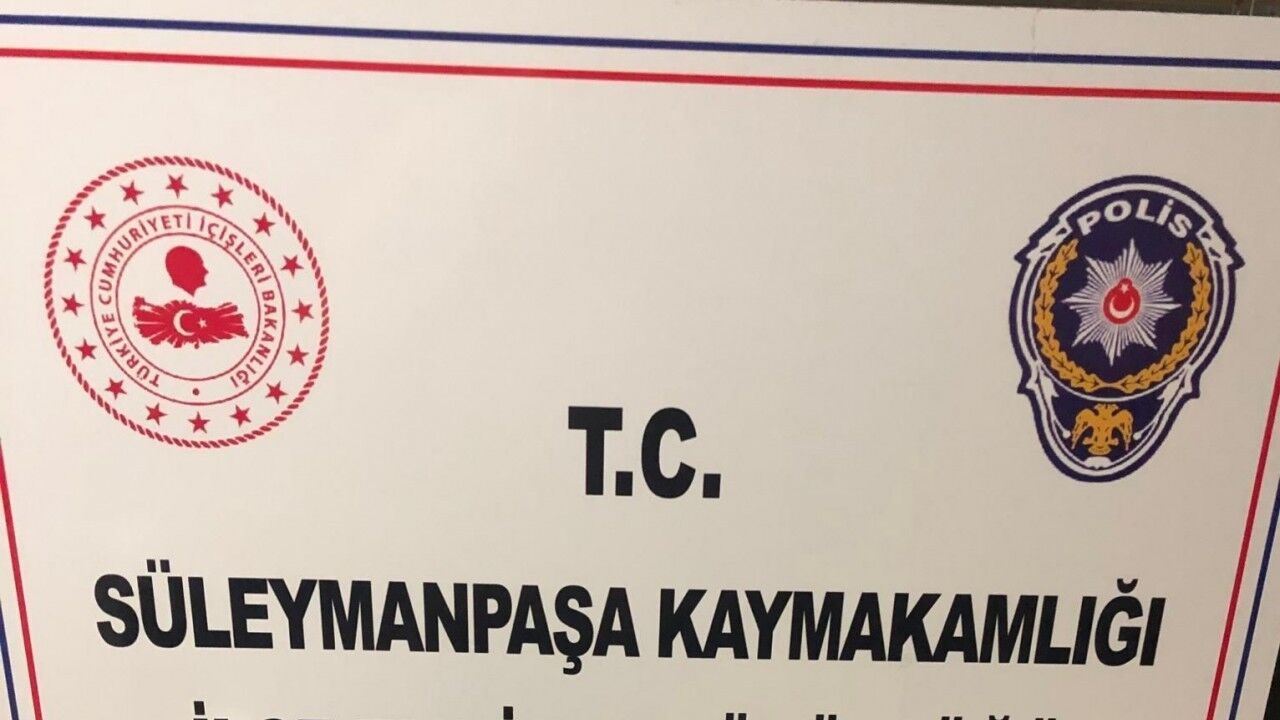 TÜRKİYE CUMHURİYETİ İÇİŞLERİ BAKANLIĞI
POLİS
T.C.
SÜLEYMANPAŞA KAYMAKAMLIĞI